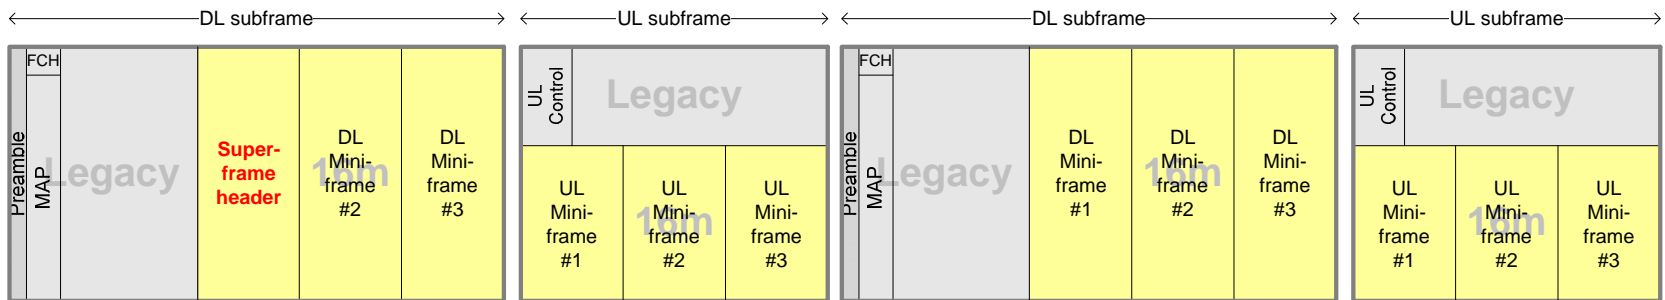 DL subframe
UL subframe
DL subframe
UL subframe
Preamble
FCH
MAP
Legacy
Super-
frame
header
16m
DL
Mini-
frame
#2
DL
Mini-
frame
#3
UL
Control
Legacy
UL
Mini-
frame
#1
16m
UL
Mini-
frame
#2
UL
Mini-
frame
#3
Preamble
FCH
MAP
Legacy
DL
Mini-
frame
#1
16m
DL
Mini-
frame
#2
DL
Mini-
frame
#3
UL
Control
Legacy
UL
Mini-
frame
#1
16m
UL
Mini-
frame
#2
UL
Mini-
frame
#3